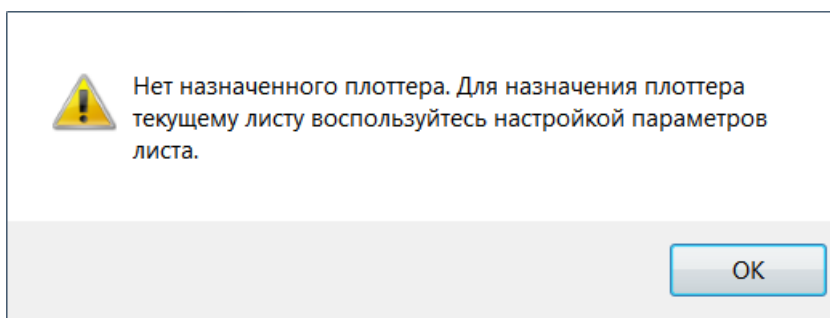 Нет назначенного плоттера. Для назначения плоттера
текущему листу воспользуйтесь настройкой параметров
листа.
OK